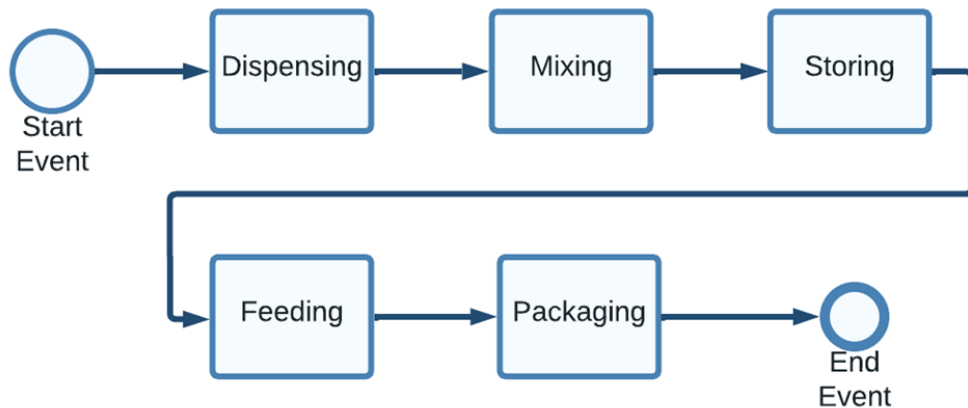 Dispensing
Mixing
Storing
Start
Event
Feeding
Packaging
End
Event